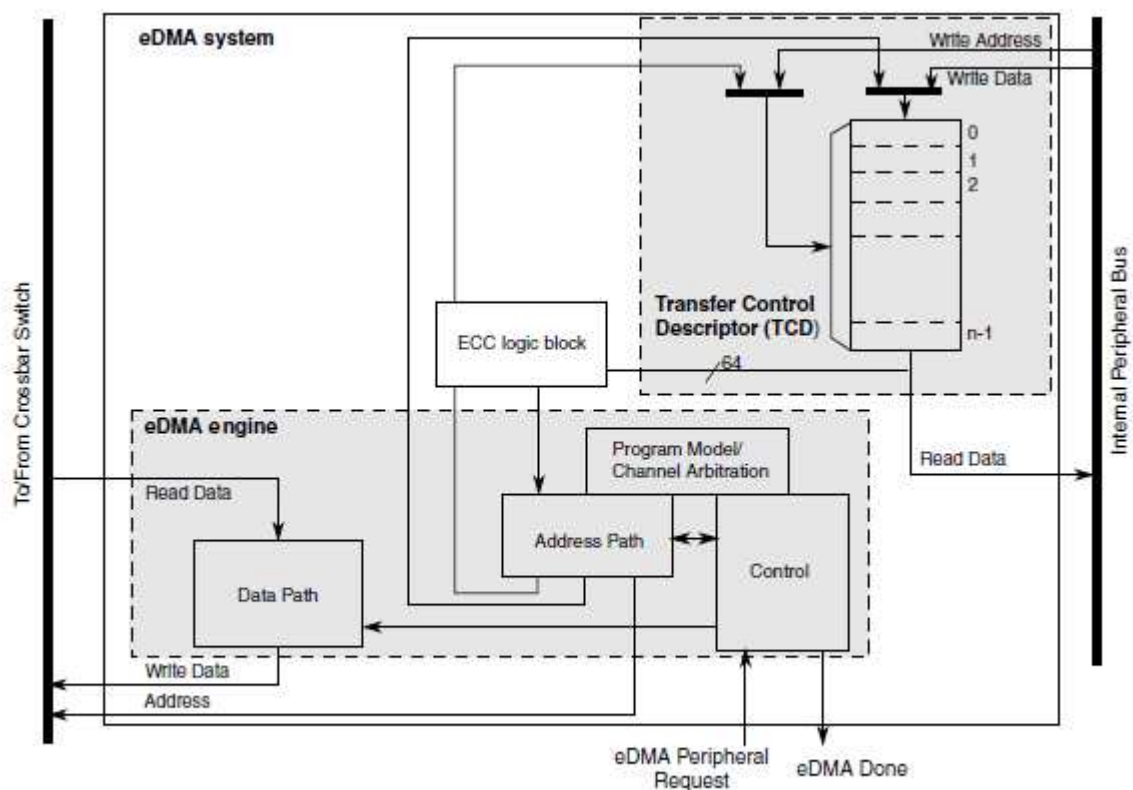 eDMA system
Write Address
Write Data
0
1
2
n-1
Transfer Control
Descriptor (TCD)
64
ECC logic block
To/From Crossbar Switch
Internal Peripheral Bus
eDMA engine
Program Model/
Channel Arbitration
Read Data
Read Data
Address Path
Control
Data Path
Write Data
Address
eDMA Peripheral
Request
eDMA Done